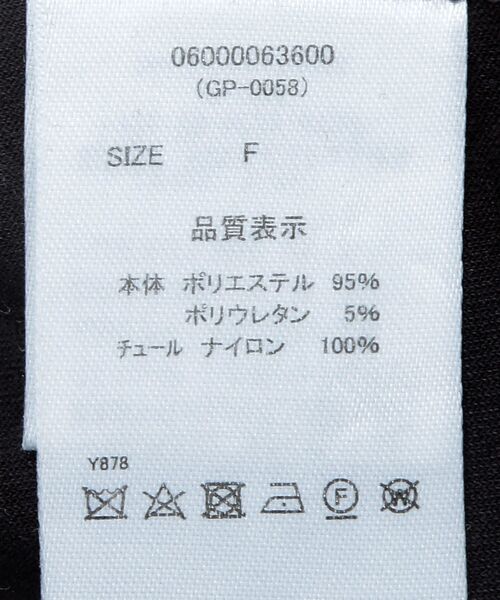 06000063600
(GP-0058)
SIZE F
品質表示
本体 ポリエステル 95%
ポリウレタン 5%
チュール ナイロン 100%
Y878
F W